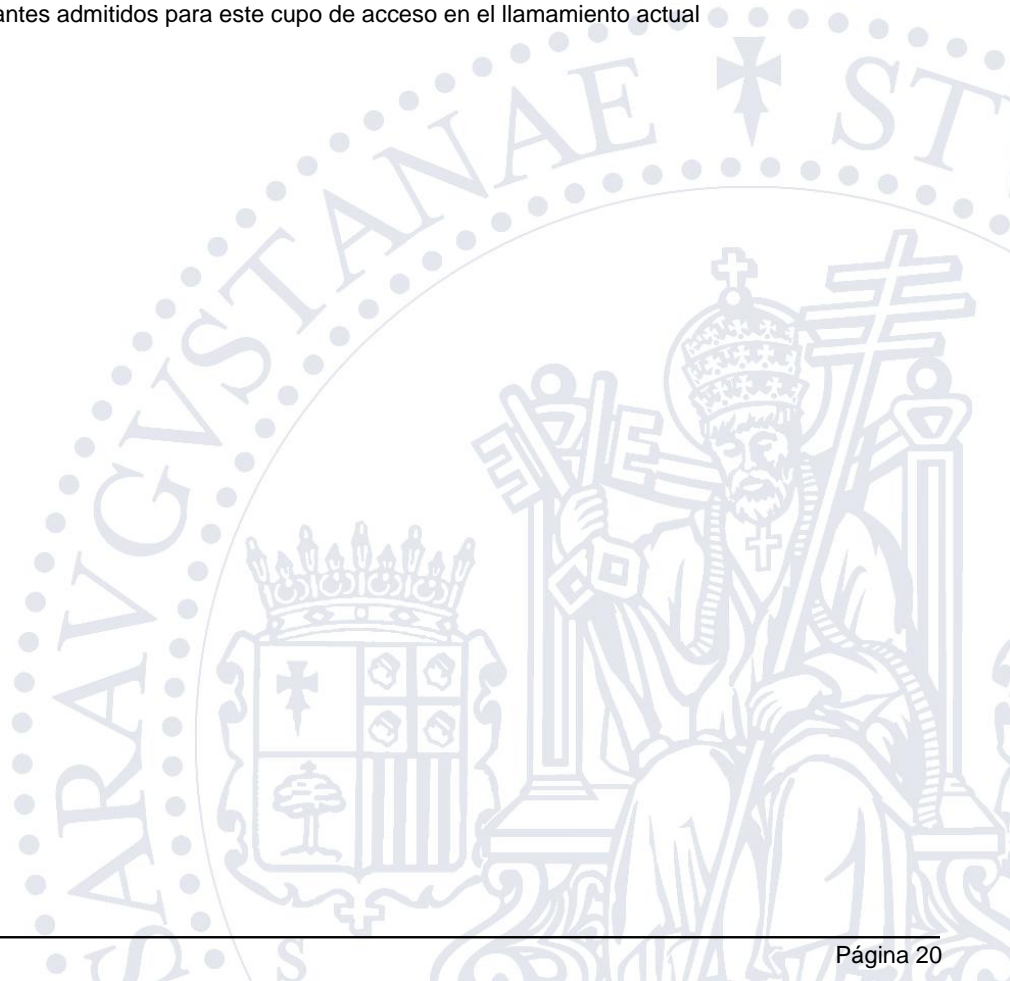 antes admitidos para este cupo de acceso en el llamamiento actual
ARAVGVSTANAE ST
S
Página 20